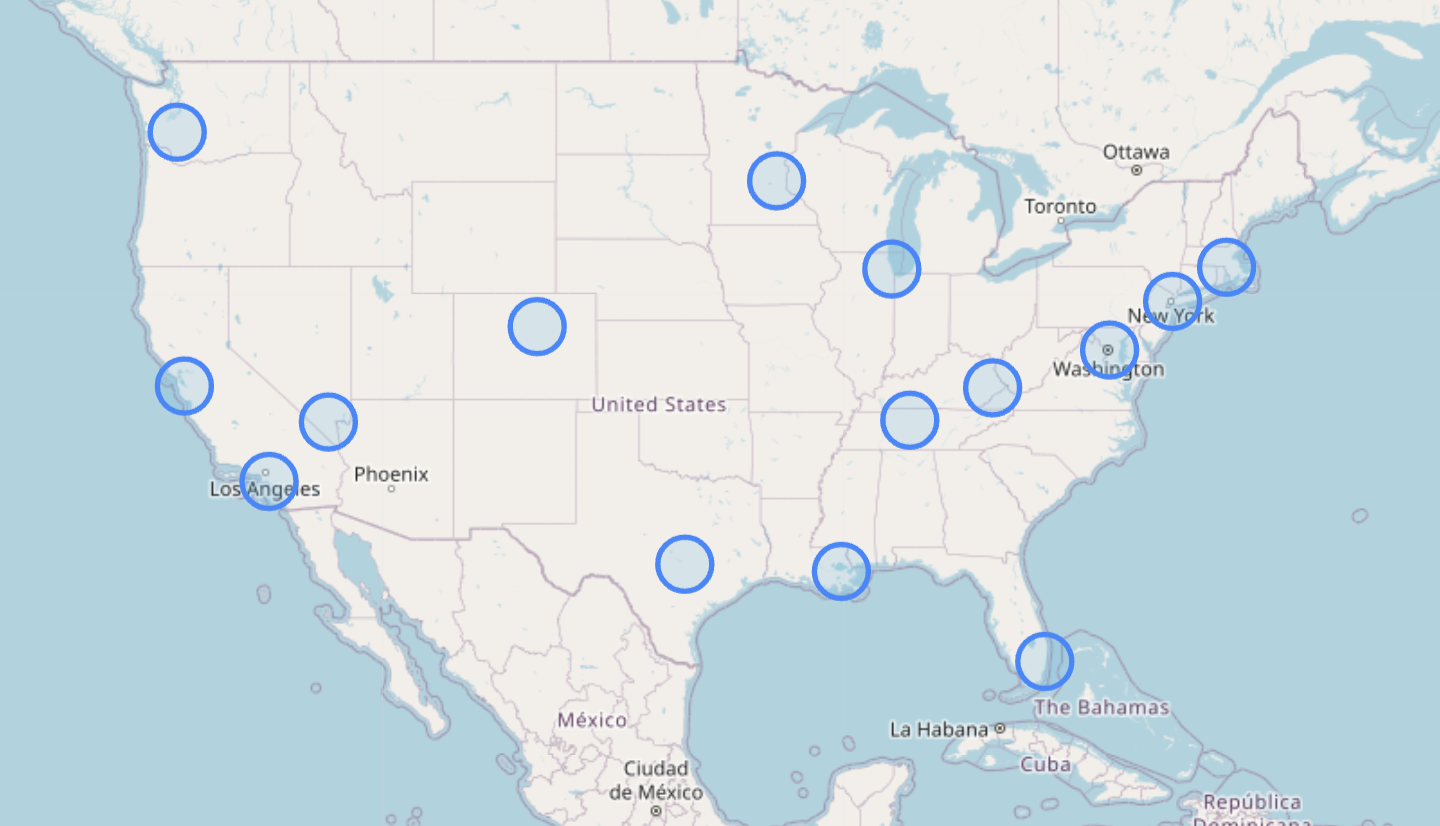 Ottawa
Toronto
New York
Washington
United States
Phoenix
Los Angeles
The Bahamas
México
La Habana
Cuba
Ciudad
de México
República
Dominicana